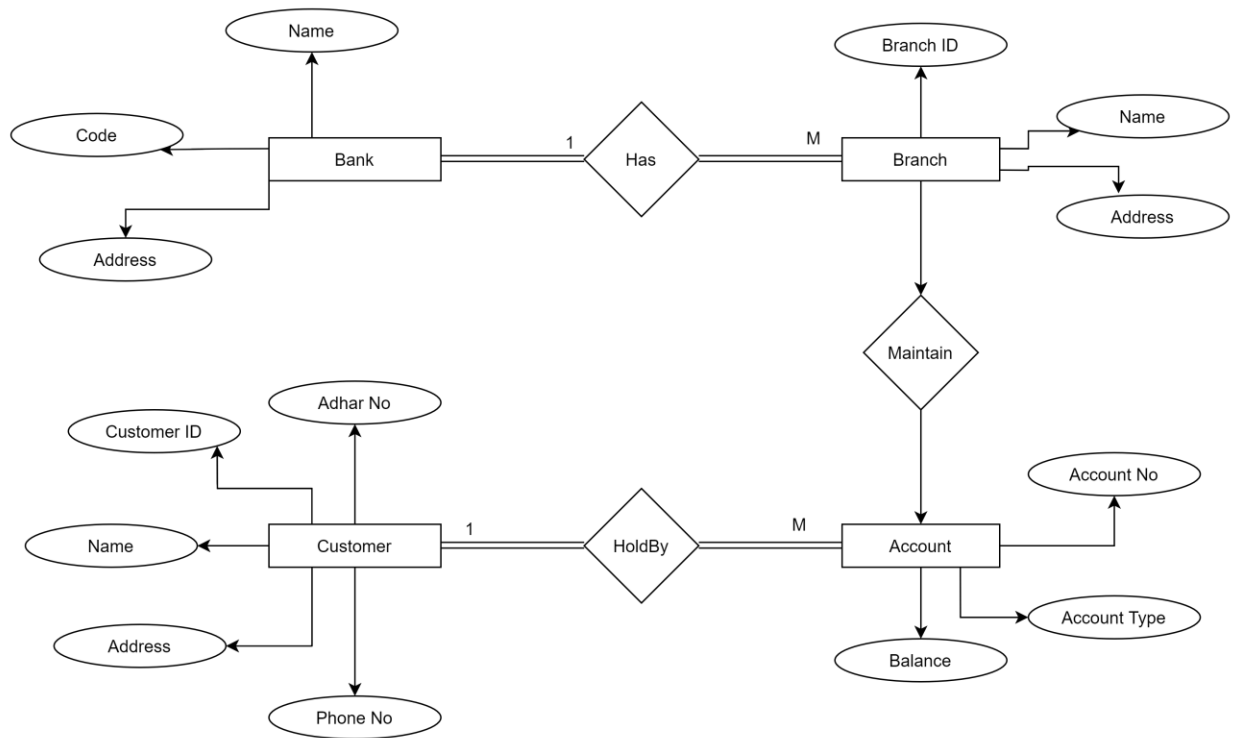 Name
Branch ID
Code
Name
Bank
1
Has
M
Branch
Address
Address
Maintain
Adhar No
Customer ID
Account No
Name
Customer
1
HoldBy
M
Account
Address
Account Type
Balance
Phone No